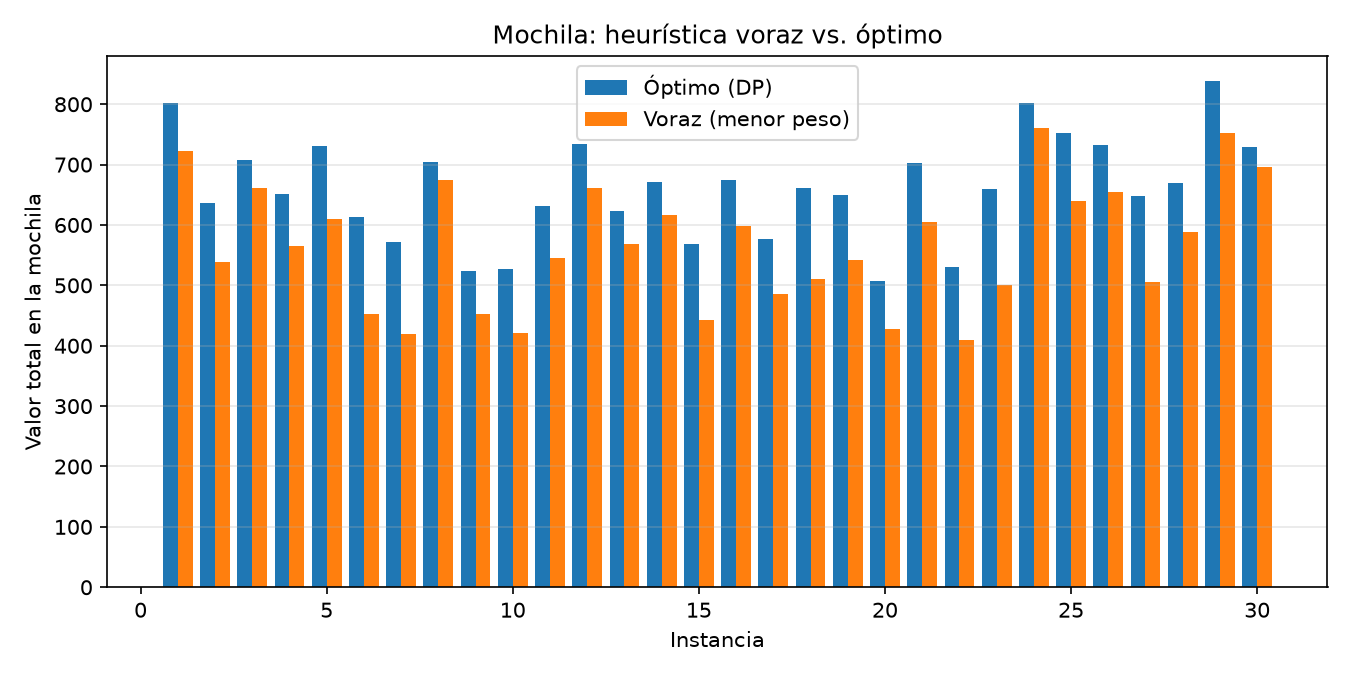 Mochila: heurística voraz vs. óptimo
Óptimo (DP)
Voraz (menor peso)
Valor total en la mochila
800
700
600
500
400
300
200
100
0
0 5 10 15 20 25 30
Instancia